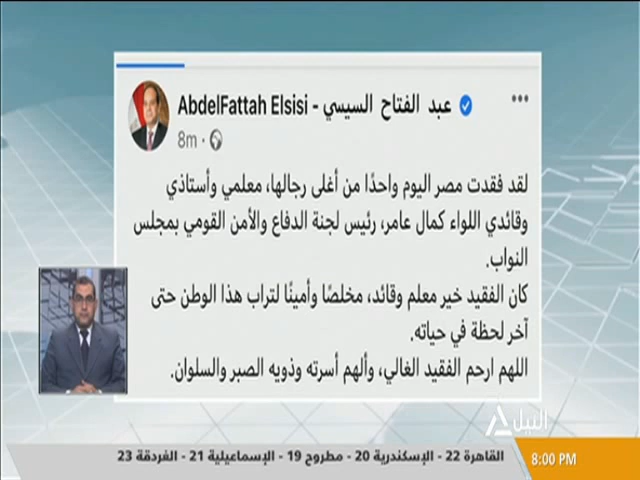 AbdelFattah Elsisi - عبد الفتاح السيسي
8m
لقد فقدت مصر اليوم واحدًا من أغلى رجالها، معلمي وأستاذي
وقائدي اللواء كمال عامر، رئيس لجنة الدفاع والأمن القومي بمجلس
النواب.
كان الفقيد خير معلم وقائد، مخلصًا وأمينًا لتراب هذا الوطن حتى
آخر لحظة في حياته.
اللهم ارحم الفقيد الغالي، وألهم أسرته وذويه الصبر والسلوان.
النيل
القاهرة 22 - الإسكندرية 20 - مطروح 19 - الإسماعيلية 21 - الغردقة 23
8:00 PM